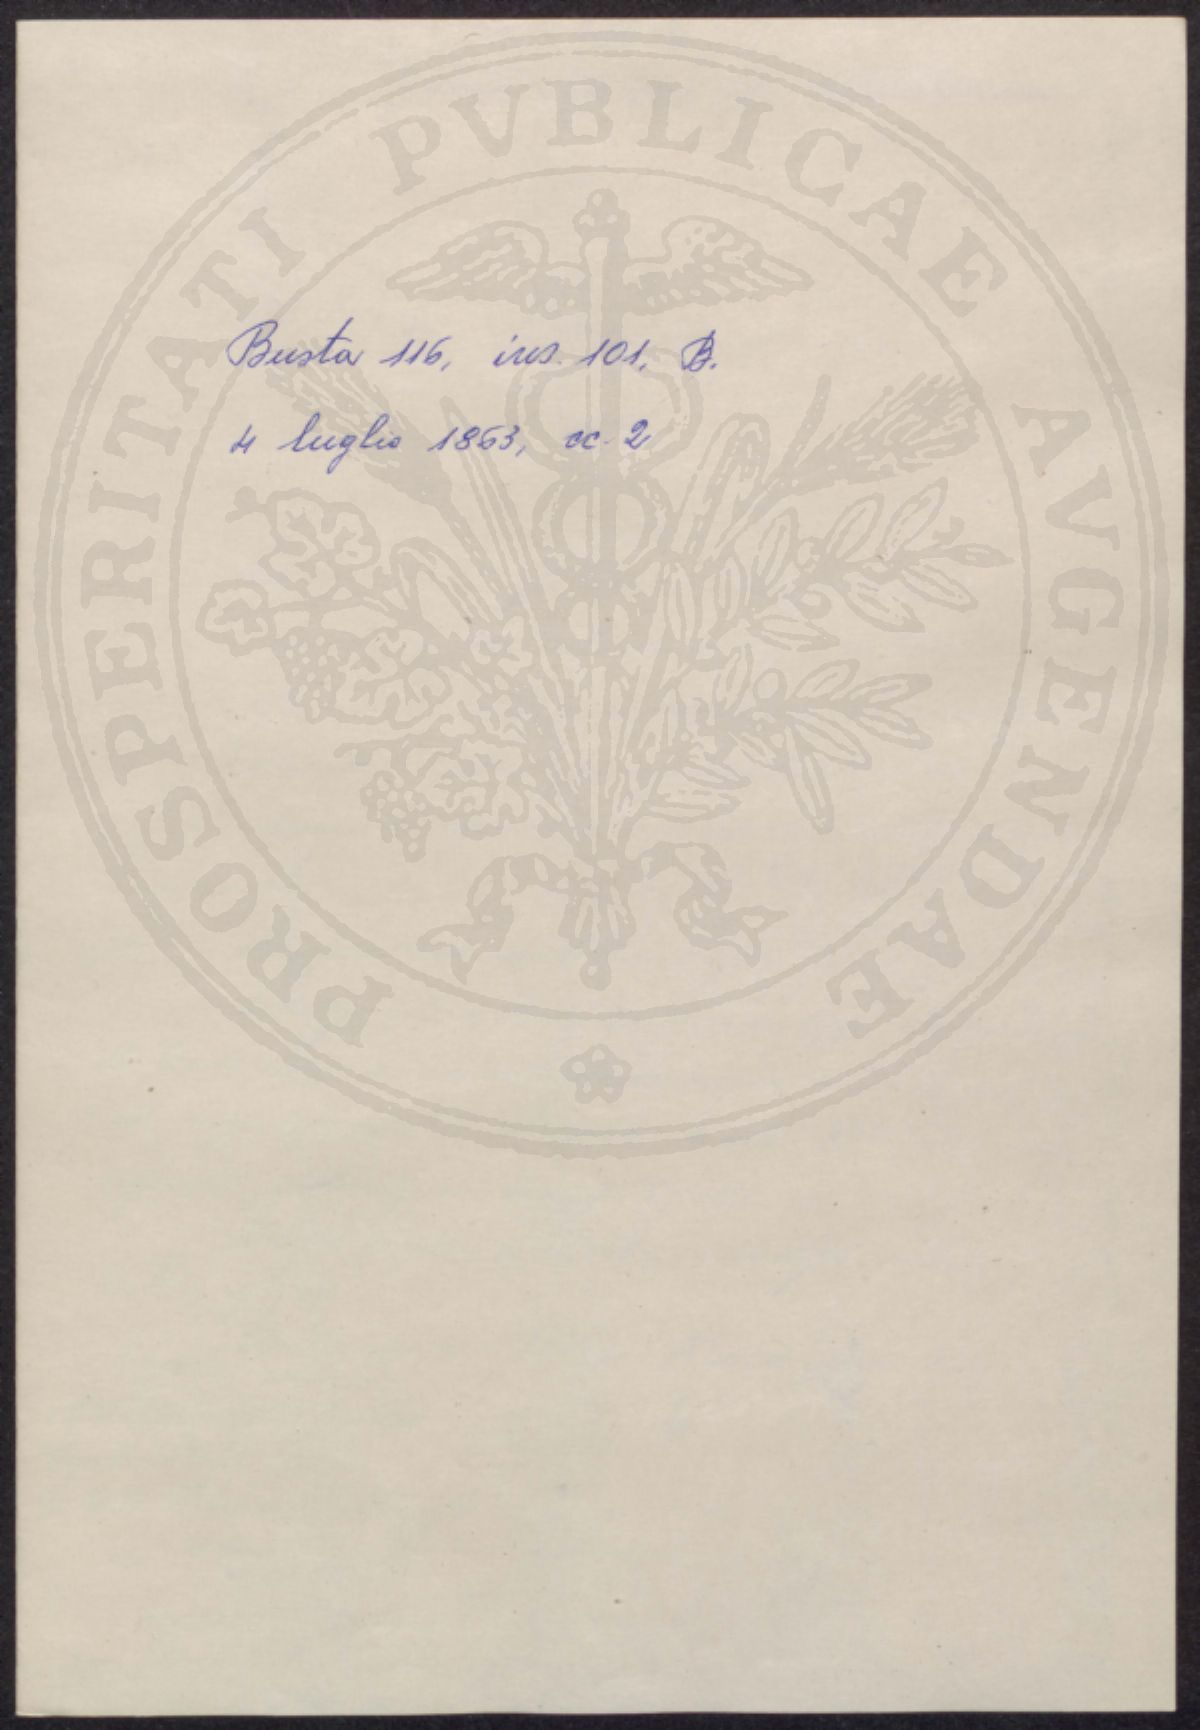 PROSPERITATI PVBLICAE AVGENDAE
Busta 116, ins. 101, B.
4 luglio 1863, cc. 2